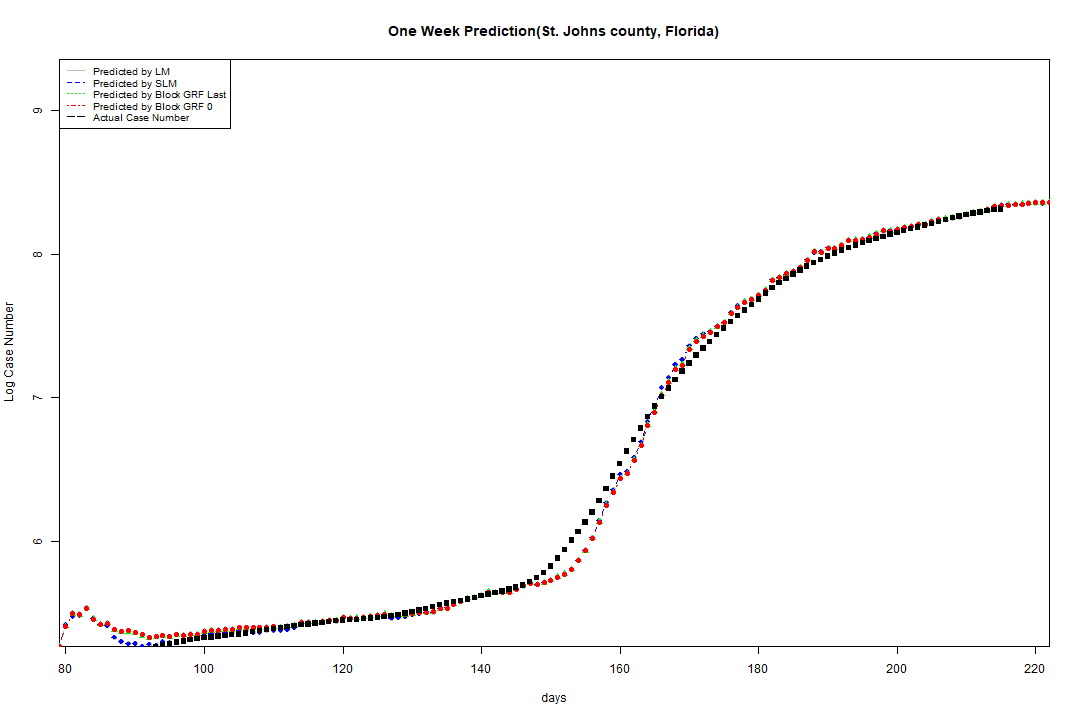 One Week Prediction(St. Johns county, Florida)
Predicted by LM
Predicted by SLM
Predicted by Block GRF Last
Predicted by Block GRF 0
Actual Case Number
9
8
7
6
Log Case Number
80 100 120 140 160 180 200 220
days